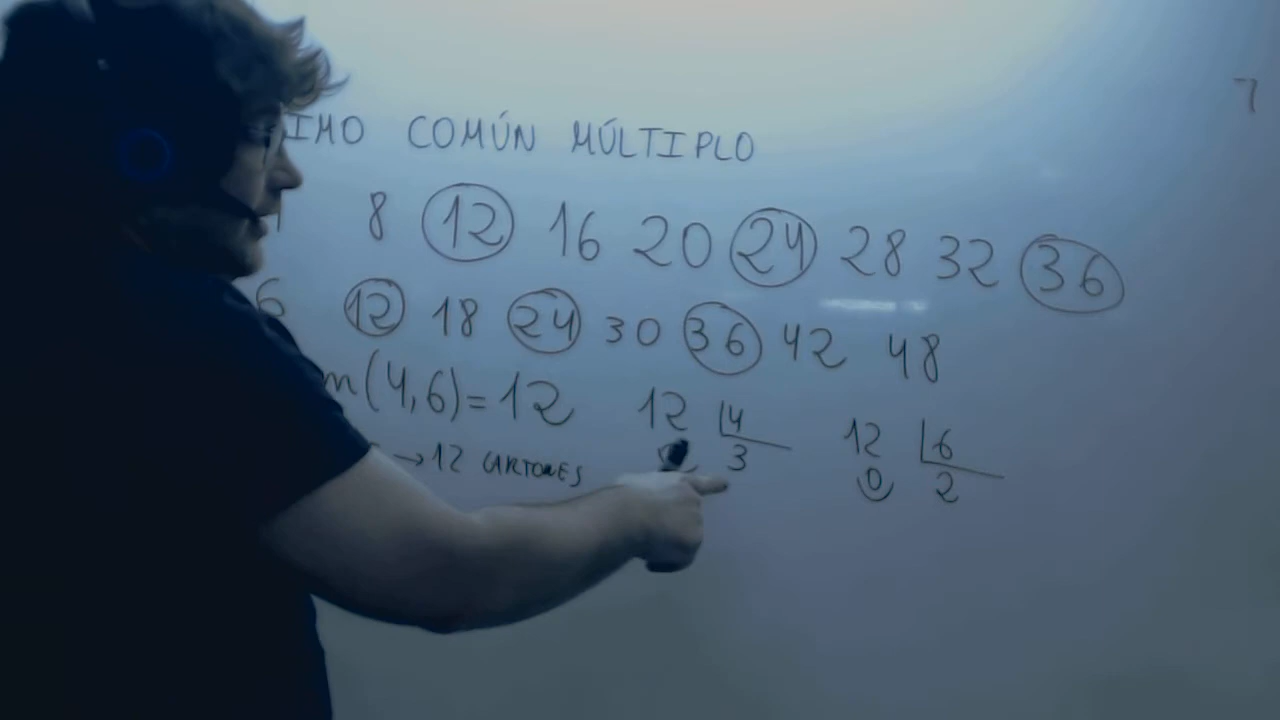 IMO COMÚN MÚLTIPLO
8 12 16 20 24 28 32 36
6 12 18 24 30 36 42 48
m(4,6)=12 12 4 12 6
3 0 2
→12 CARTONES
7